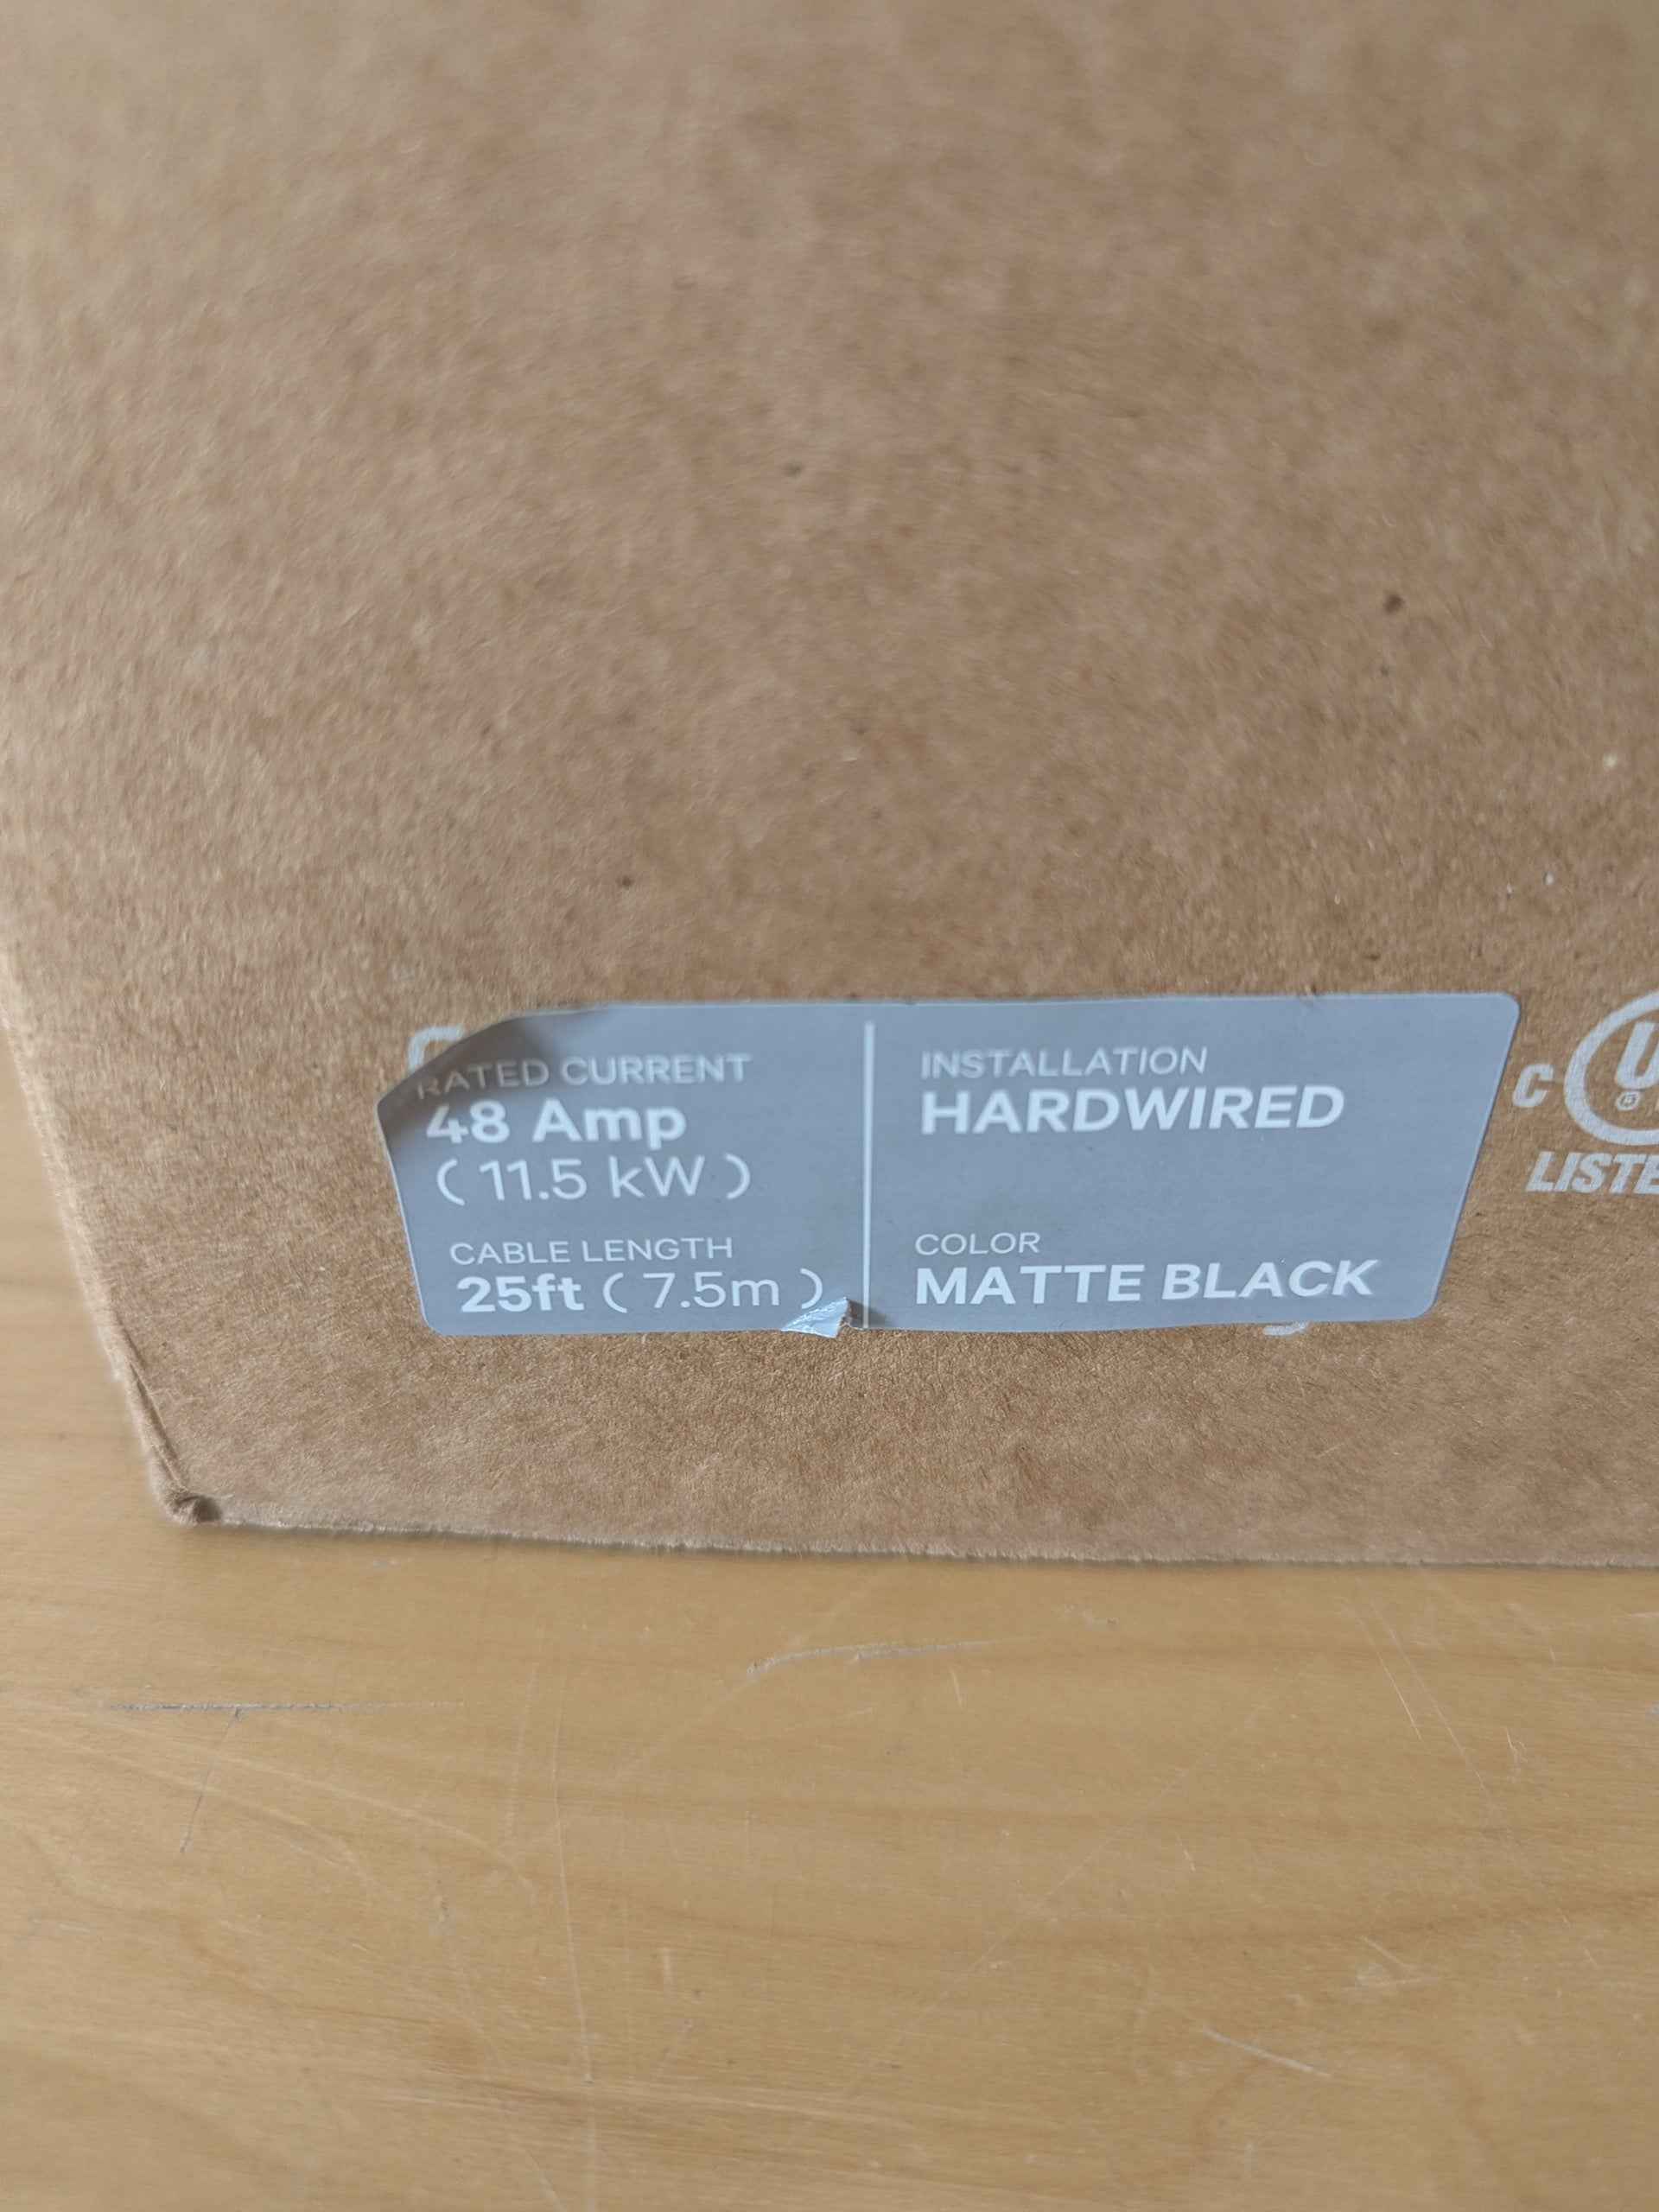 RATED CURRENT
48 Amp
( 11.5 kW )
CABLE LENGTH
25ft ( 7.5m )
INSTALLATION
HARDWIRED
COLOR
MATTE BLACK
C
®